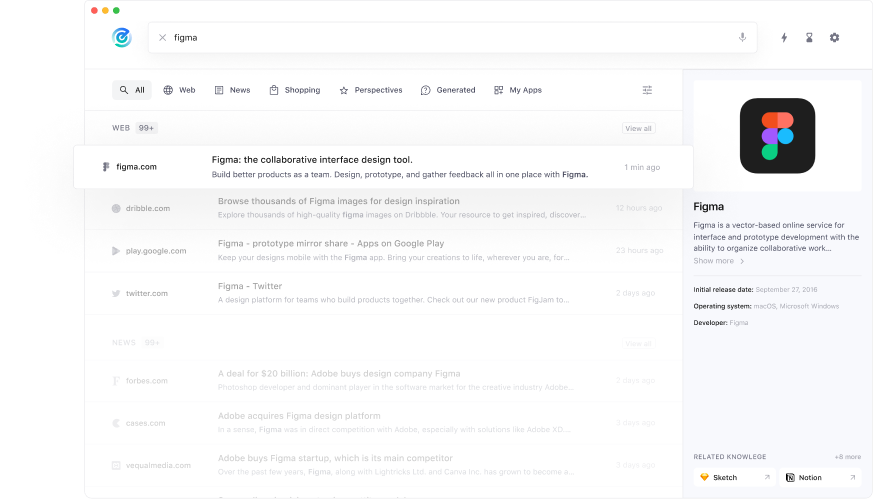 figma
All
Web
News
Shopping
Perspectives
Generated
My Apps
WEB 99+
View all
figma.com
Figma: the collaborative interface design tool.
Build better products as a team. Design, prototype, and gather feedback all in one place with Figma.
1 min ago
dribble.com
Browse thousands of Figma images for design inspiration
Explore thousands of high-quality figma images on Dribbble. Your resource to get inspired, discover...
12 hours ago
play.google.com
Figma - prototype mirror share - Apps on Google Play
Keep your designs mobile with the Figma app. Bring your creations to life, wherever you are, for...
23 hours ago
twitter.com
Figma - Twitter
A design platform for teams who build products together. Check out our new product FigJam to...
2 days ago
NEWS 99+
View all
forbes.com
A deal for $20 billion: Adobe buys design company Figma
Photoshop developer and dominant player in the software market for the creative industry Adobe...
2 days ago
cases.com
Adobe acquires Figma design platform
In a sense, Figma was in direct competition with Adobe, especially with solutions like Adobe XD....
3 days ago
vequalmedia.com
Adobe buys Figma startup, which is its main competitor
Over the past few years, Figma, along with Lightricks Ltd. and Canva Inc. has grown to become a...
3 days ago
Figma
Figma is a vector-based online service for
interface and prototype development with the
ability to organize collaborative work...
Show more
Initial release date: September 27, 2016
Operating system: macOS, Microsoft Windows
Developer: Figma
RELATED KNOWLEGE
+8 more
Sketch
Notion